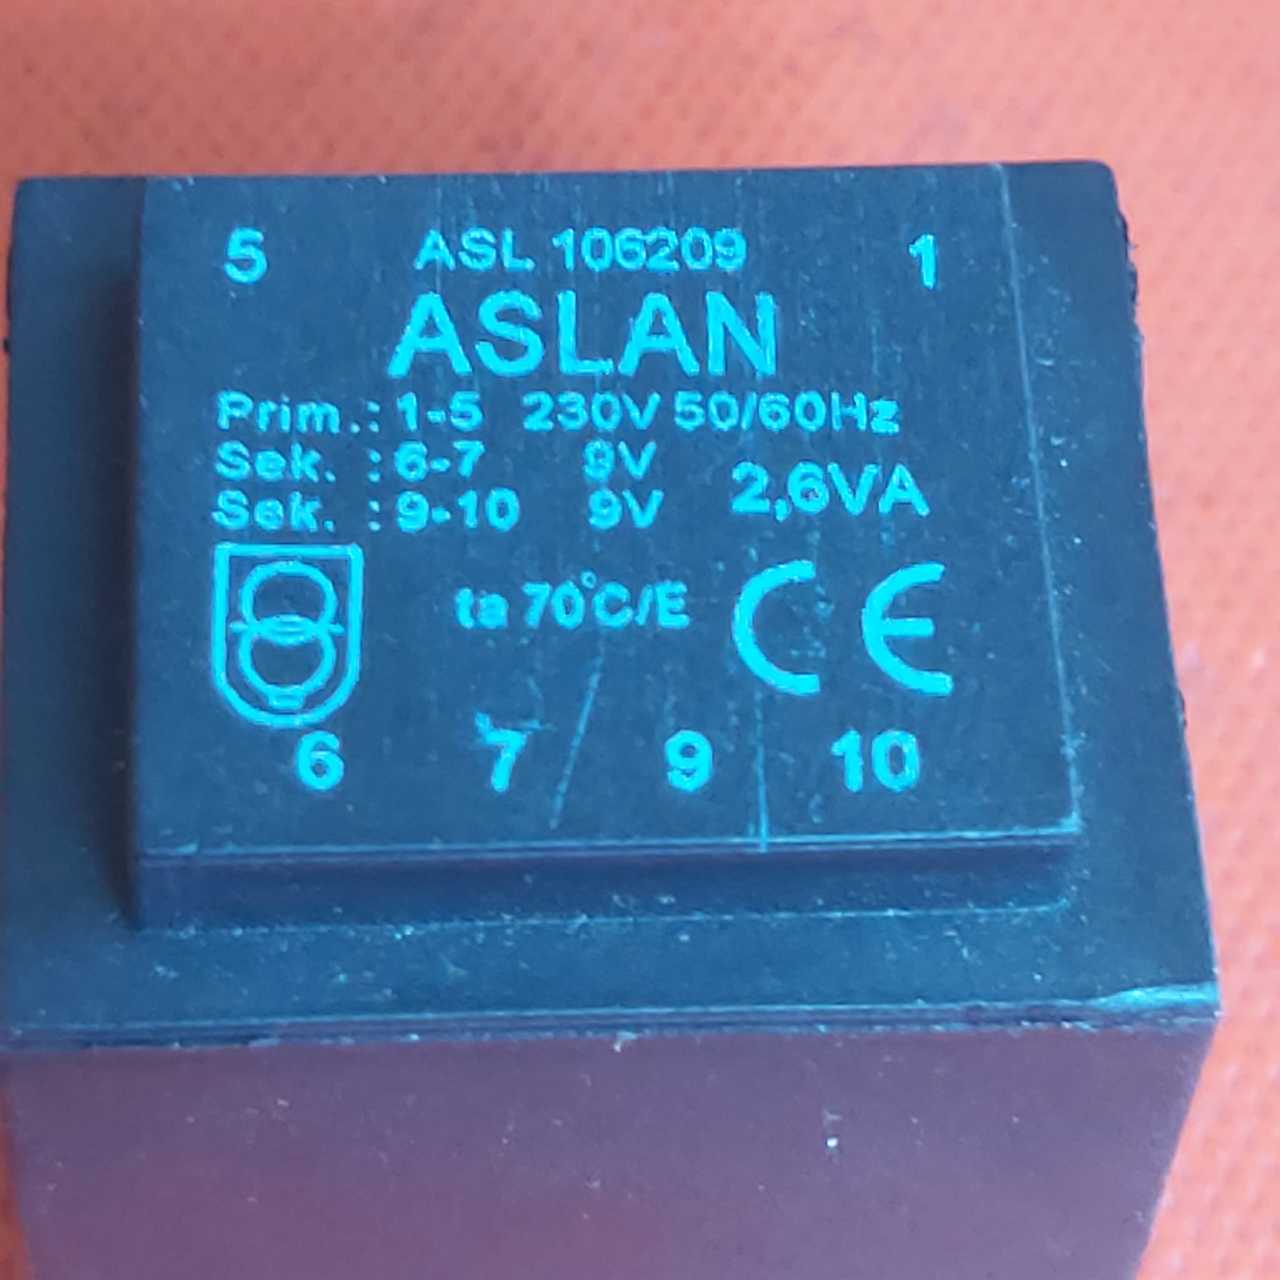 5 ASL 106209 1
ASLAN
Prim.: 1-5 230V 50/60Hz
Sek. : 6-7 9V
2,6VA
Sek. : 9-10 9V
ta 70°C/E CE
6 7 9 10